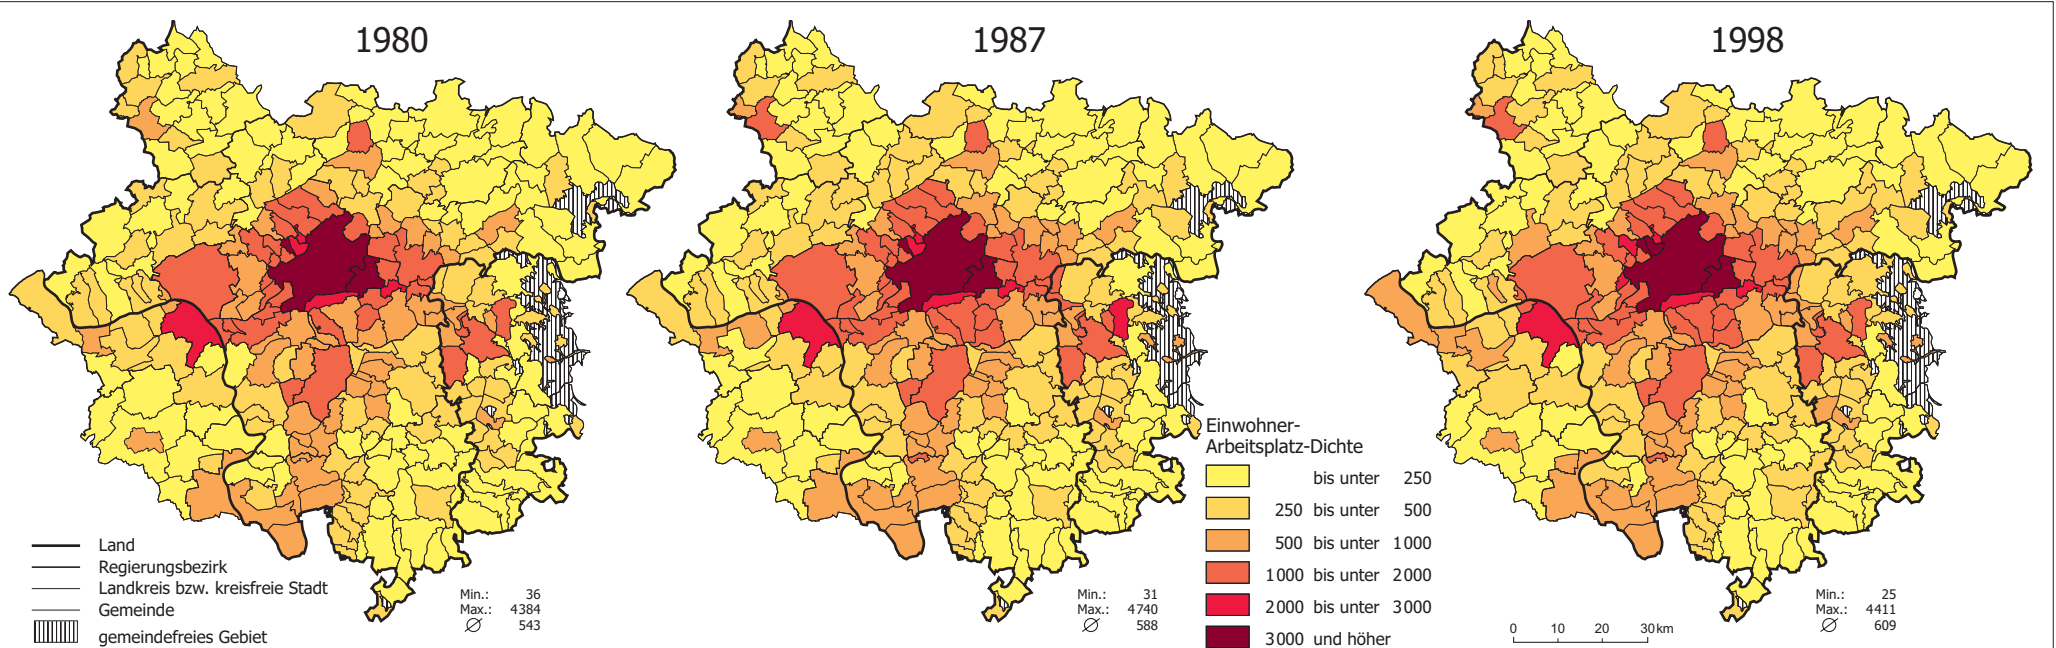 1980
1987
1998
Einwohner-
Arbeitsplatz-Dichte
bis unter 250
250 bis unter 500
500 bis unter 1000
1000 bis unter 2000
2000 bis unter 3000
3000 und höher
Land
Regierungsbezirk
Landkreis bzw. kreisfreie Stadt
Gemeinde
gemeindefreies Gebiet
Min.: 36
Max.: 4384
∅ 543
Min.: 31
Max.: 4740
∅ 588
Min.: 25
Max.: 4411
∅ 609
0 10 20 30 km